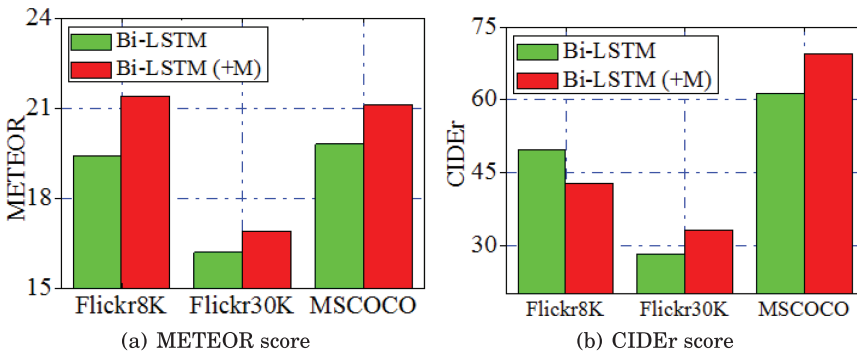 24
21
18
15
METEOR
Bi-LSTM
Bi-LSTM (+M)
Flickr8K Flickr30K MSCOCO
(a) METEOR score
75
60
45
30
CIDEr
Bi-LSTM
Bi-LSTM (+M)
Flickr8K Flickr30K MSCOCO
(b) CIDEr score